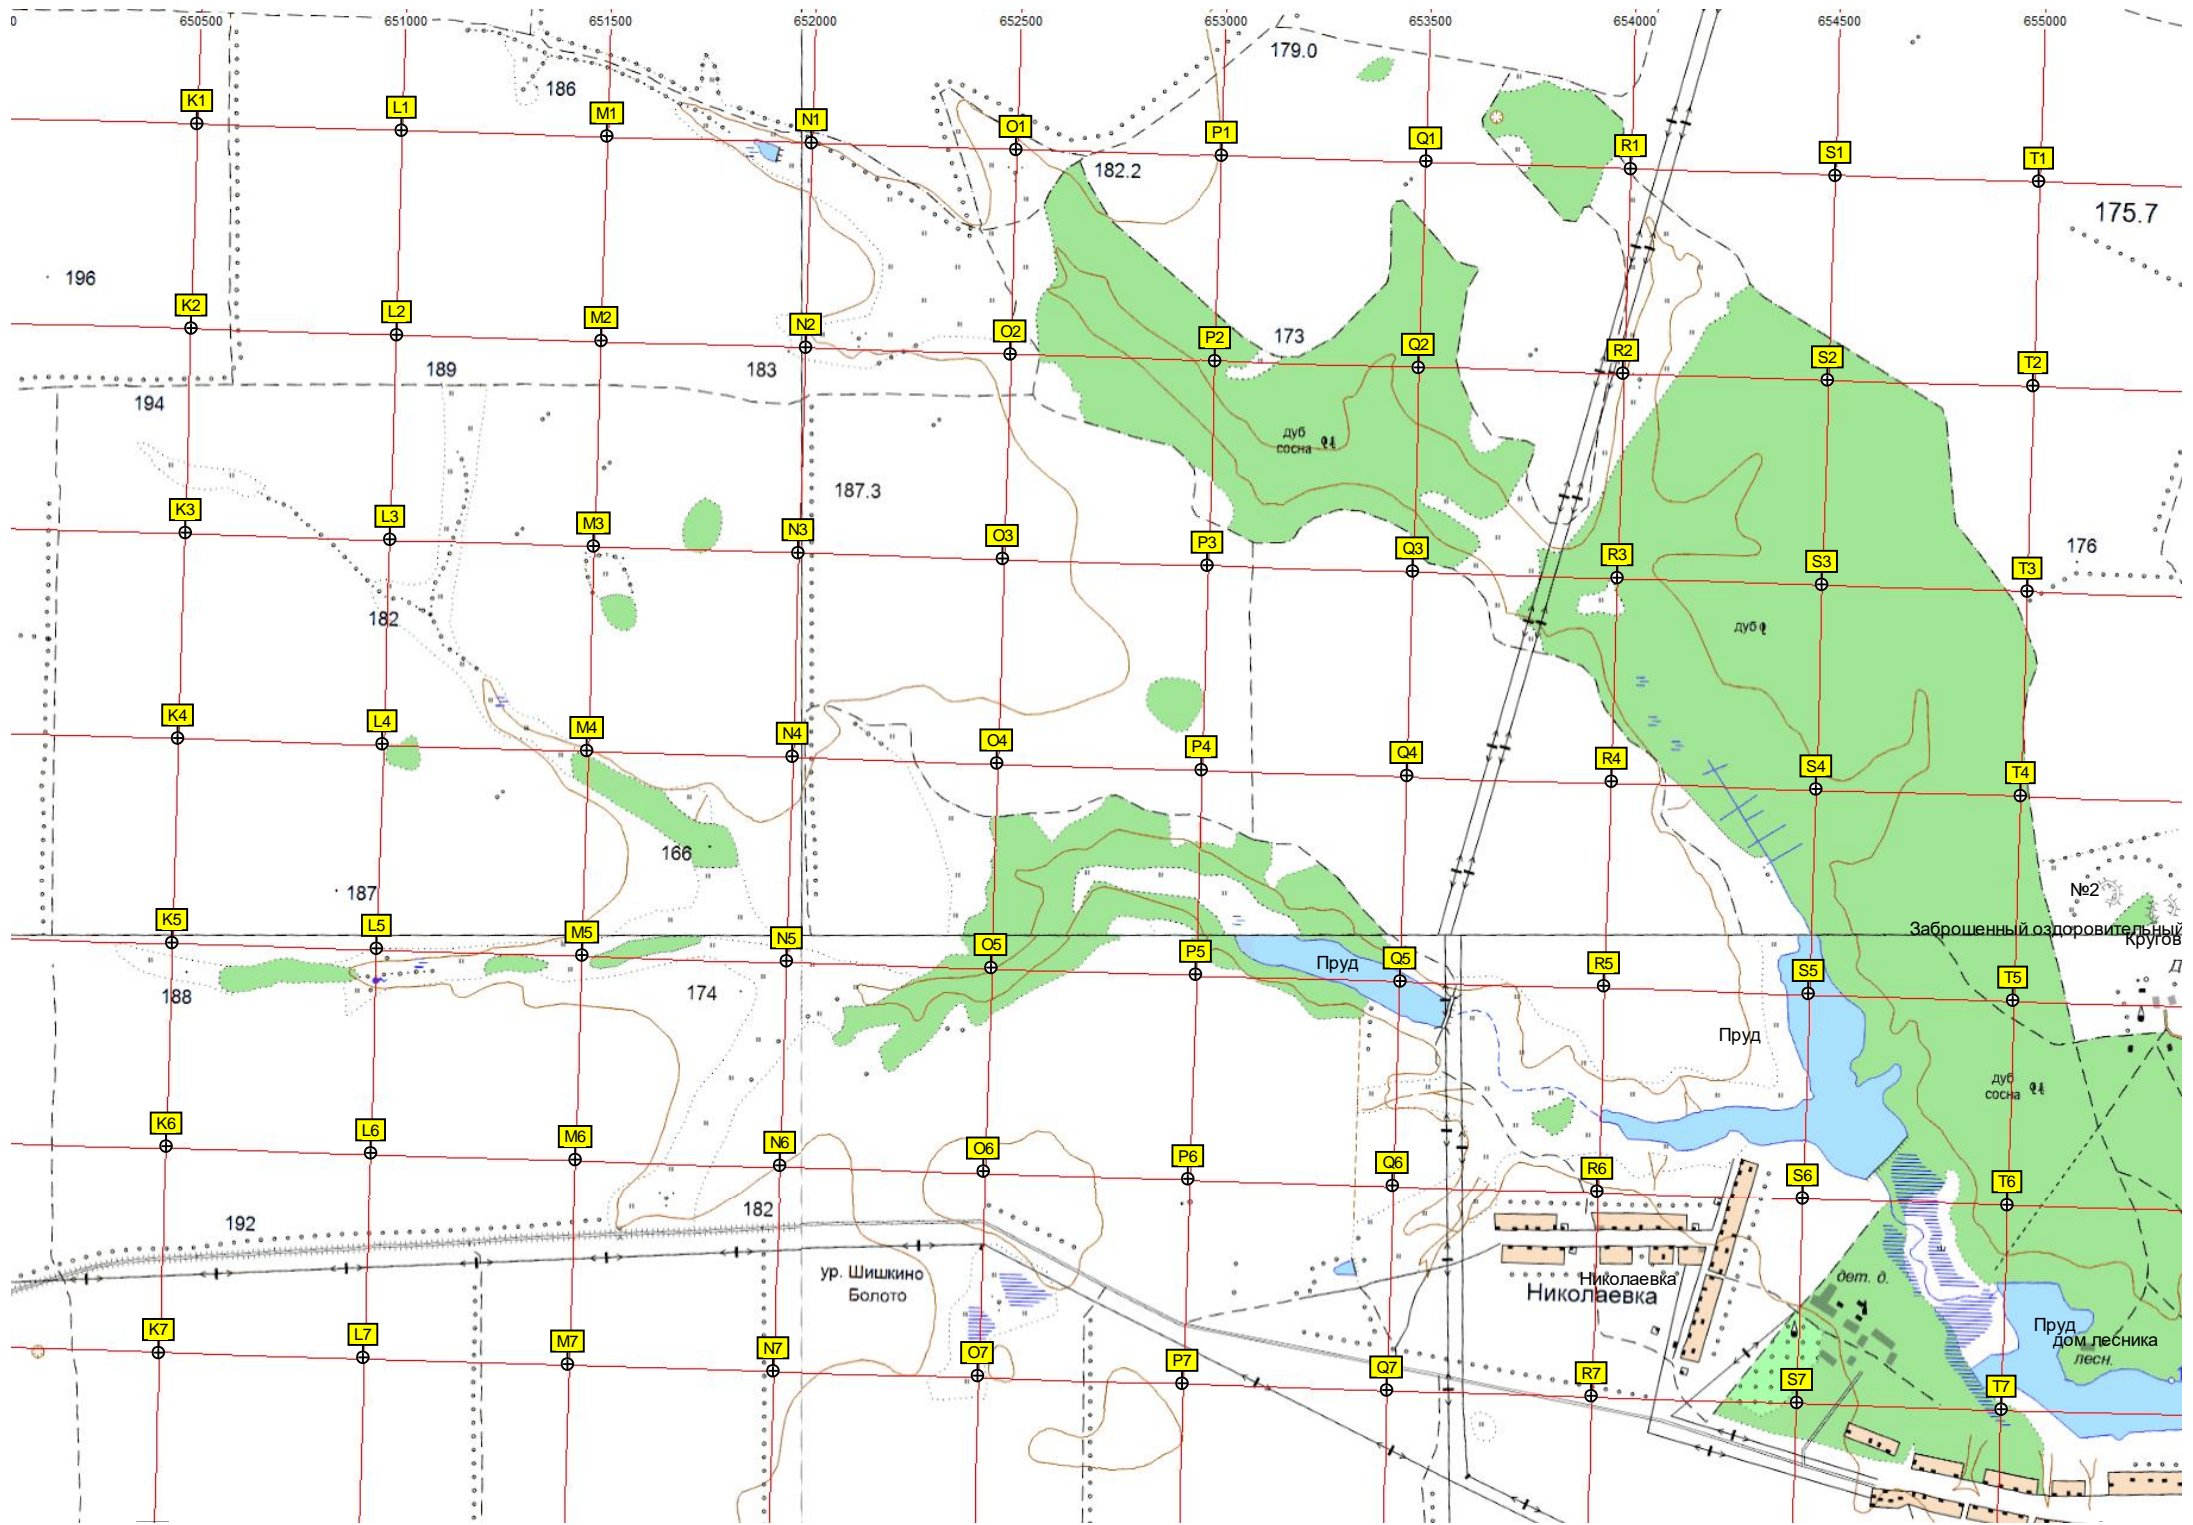 0 650500 651000 651500 652000 652500 653000 653500 654000 654500 655000
179.0
186
K1 L1 M1 N1 O1 P1 Q1 R1 S1 T1
182.2
175.7
196
K2 L2 M2 N2 O2 P2 Q2 R2 S2 T2
173
189
183
194
дуб
сосна
187.3
K3 L3 M3 N3 O3 P3 Q3 R3 S3 T3
176
182
дуб
K4 L4 M4 N4 O4 P4 Q4 R4 S4 T4
166
187
№2
Заброшенный оздоровительный
Кругов
K5 L5 M5 N5 O5 P5 Q5 R5 S5 T5
Пруд
Д
188
174
Пруд
дуб
сосна
K6 L6 M6 N6 O6 P6 Q6 R6 S6 T6
192
182
ур. Шишкино
Болото
Николаевка
Николаевка
дет. д.
Пруд
дом лесника
лесн.
K7 L7 M7 N7 O7 P7 Q7 R7 S7 T7